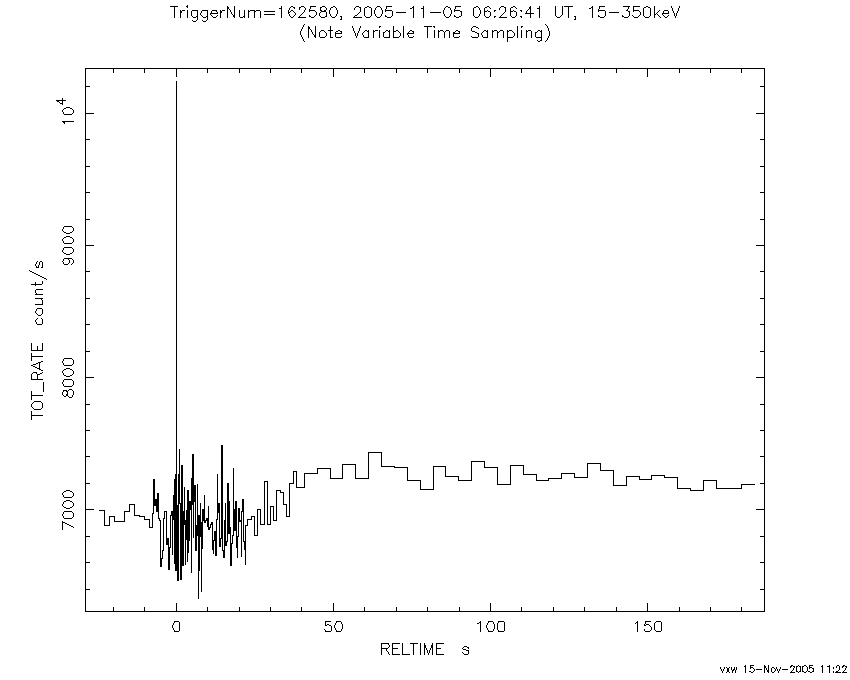 TriggerNum=162580, 2005-11-05 06:26:41 UT, 15-350keV
(Note Variable Time Sampling)
10^4
9000
8000
7000
TOT_RATE count/s
0 50 100 150
RELTIME s
vxw 15-Nov-2005 11:22